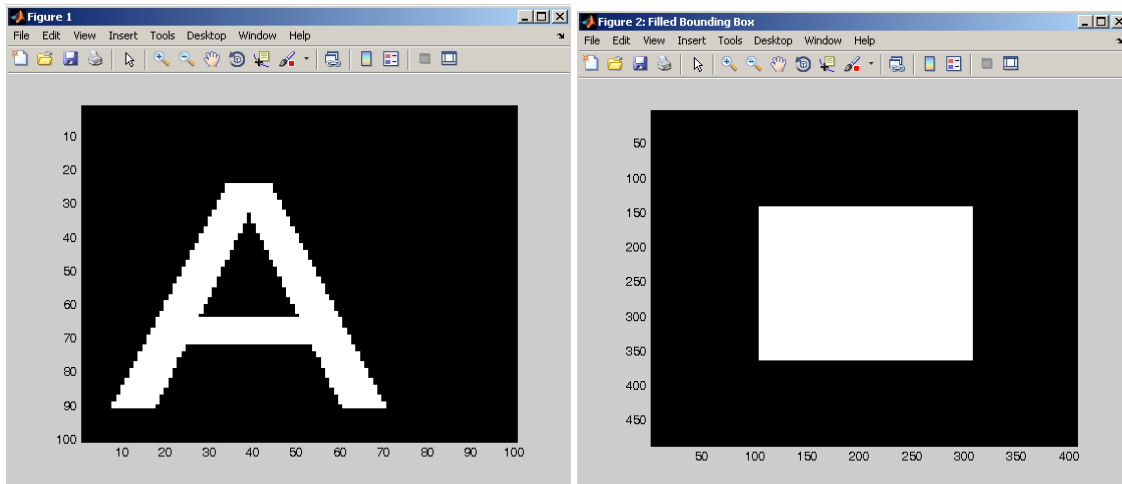 Figure 1
File Edit View Insert Tools Desktop Window Help
10
20
30
40
50
60
70
80
90
100
A
10 20 30 40 50 60 70 80 90 100
Figure 2: Filled Bounding Box
File Edit View Insert Tools Desktop Window Help
50
100
150
200
250
300
350
400
450
50 100 150 200 250 300 350 400